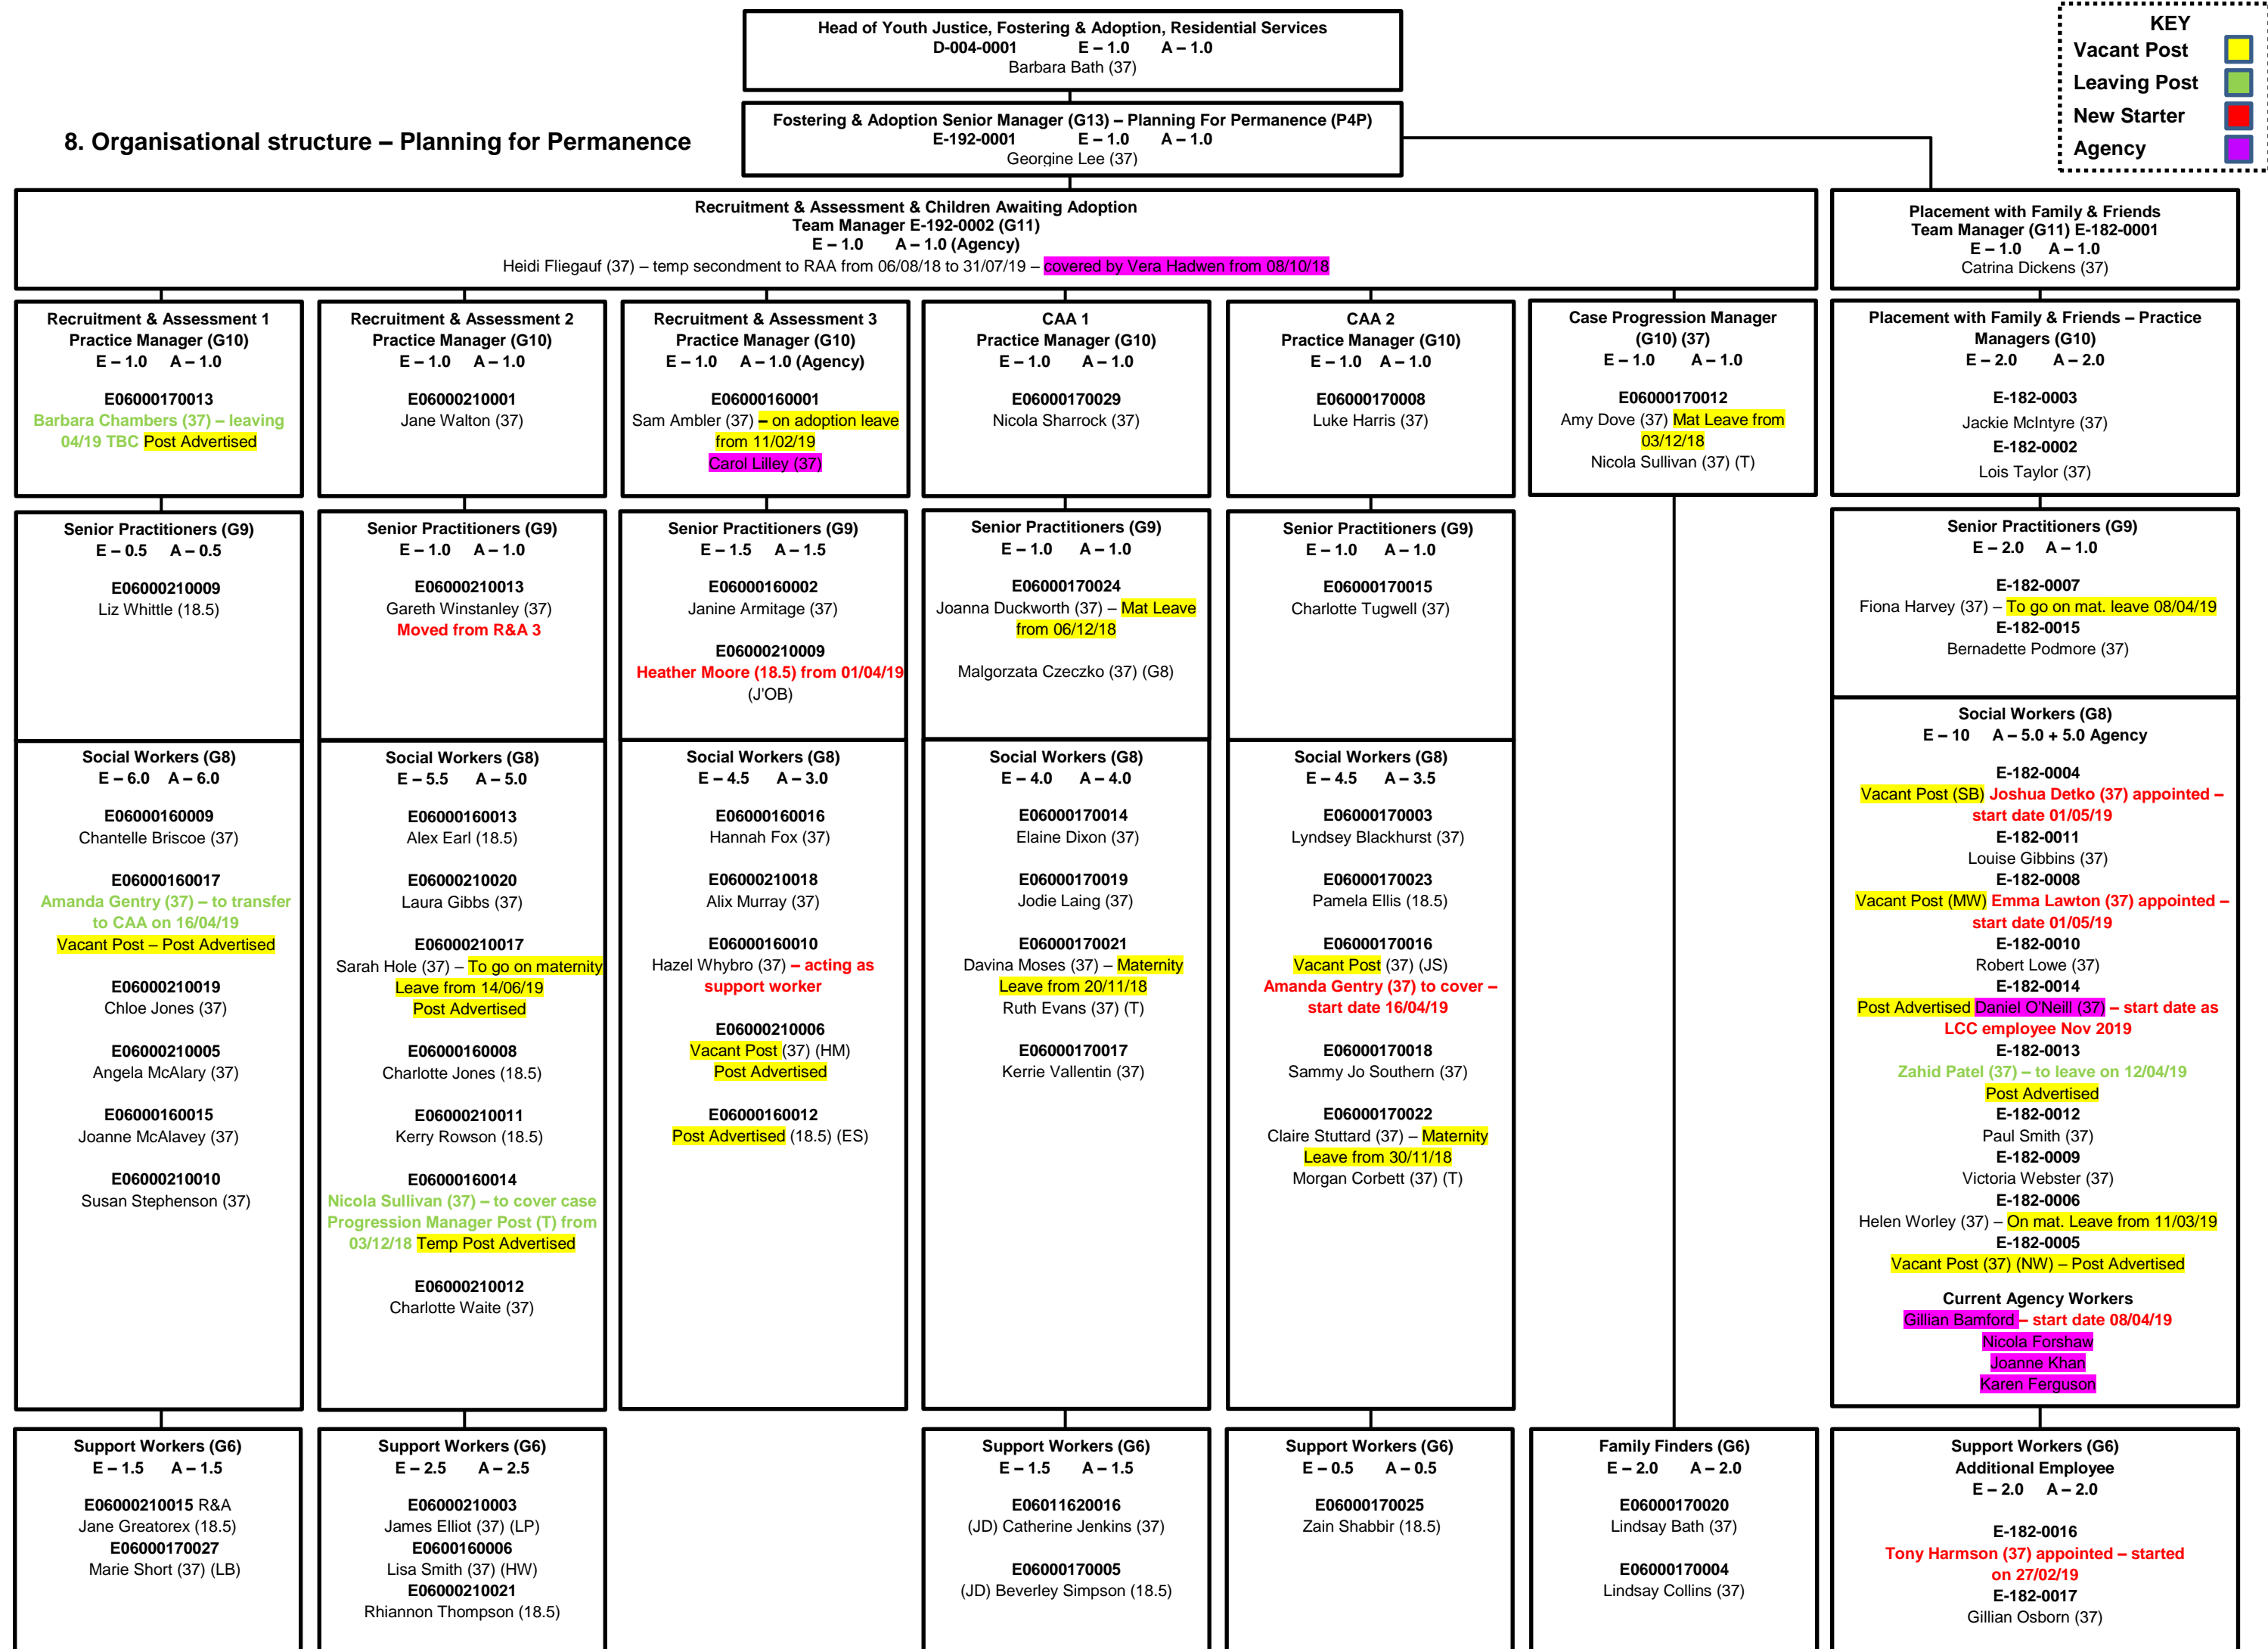 Head of Youth Justice, Fostering & Adoption, Residential Services
D-004-0001 E – 1.0 A – 1.0
Barbara Bath (37)
KEY
Vacant Post
Leaving Post
New Starter
Agency
8. Organisational structure – Planning for Permanence
Fostering & Adoption Senior Manager (G13) – Planning For Permanence (P4P)
E-192-0001 E – 1.0 A – 1.0
Georgine Lee (37)
Recruitment & Assessment & Children Awaiting Adoption
Team Manager E-192-0002 (G11)
E – 1.0 A – 1.0 (Agency)
Heidi Fliegauf (37) – temp secondment to RAA from 06/08/18 to 31/07/19 – covered by Vera Hadwen from 08/10/18
Placement with Family & Friends
Team Manager (G11) E-182-0001
E – 1.0 A – 1.0
Catrina Dickens (37)
Recruitment & Assessment 1
Practice Manager (G10)
E – 1.0 A – 1.0
E06000170013
Barbara Chambers (37) – leaving
04/19 TBC Post Advertised
Recruitment & Assessment 2
Practice Manager (G10)
E – 1.0 A – 1.0
E06000210001
Jane Walton (37)
Recruitment & Assessment 3
Practice Manager (G10)
E – 1.0 A – 1.0 (Agency)
E06000160001
Sam Ambler (37) – on adoption leave
from 11/02/19
Carol Lilley (37)
CAA 1
Practice Manager (G10)
E – 1.0 A – 1.0
E06000170029
Nicola Sharrock (37)
CAA 2
Practice Manager (G10)
E – 1.0 A – 1.0
E06000170008
Luke Harris (37)
Case Progression Manager
(G10) (37)
E – 1.0 A – 1.0
E06000170012
Amy Dove (37) Mat Leave from
03/12/18
Nicola Sullivan (37) (T)
Placement with Family & Friends – Practice
Managers (G10)
E – 2.0 A – 2.0
E-182-0003
Jackie McIntyre (37)
E-182-0002
Lois Taylor (37)
Senior Practitioners (G9)
E – 0.5 A – 0.5
E06000210009
Liz Whittle (18.5)
Senior Practitioners (G9)
E – 1.0 A – 1.0
E06000210013
Gareth Winstanley (37)
Moved from R&A 3
Senior Practitioners (G9)
E – 1.5 A – 1.5
E06000160002
Janine Armitage (37)
E06000210009
Heather Moore (18.5) from 01/04/19
(J'OB)
Senior Practitioners (G9)
E – 1.0 A – 1.0
E06000170024
Joanna Duckworth (37) – Mat Leave
from 06/12/18
Malgorzata Czeczko (37) (G8)
Senior Practitioners (G9)
E – 1.0 A – 1.0
E06000170015
Charlotte Tugwell (37)
Senior Practitioners (G9)
E – 2.0 A – 1.0
E-182-0007
Fiona Harvey (37) – To go on mat. leave 08/04/19
E-182-0015
Bernadette Podmore (37)
Social Workers (G8)
E – 6.0 A – 6.0
E06000160009
Chantelle Briscoe (37)
E06000160017
Amanda Gentry (37) – to transfer
to CAA on 16/04/19
Vacant Post – Post Advertised
E06000210019
Chloe Jones (37)
E06000210005
Angela McAlary (37)
E06000160015
Joanne McAlavey (37)
E06000210010
Susan Stephenson (37)
Social Workers (G8)
E – 5.5 A – 5.0
E06000160013
Alex Earl (18.5)
E06000210020
Laura Gibbs (37)
E06000210017
Sarah Hole (37) – To go on maternity
Leave from 14/06/19
Post Advertised
E06000160008
Charlotte Jones (18.5)
E06000210011
Kerry Rowson (18.5)
E06000160014
Nicola Sullivan (37) – to cover case
Progression Manager Post (T) from
03/12/18 Temp Post Advertised
E06000210012
Charlotte Waite (37)
Social Workers (G8)
E – 4.5 A – 3.0
E06000160016
Hannah Fox (37)
E06000210018
Alix Murray (37)
E06000160010
Hazel Whybro (37) – acting as
support worker
E06000210006
Vacant Post (37) (HM)
Post Advertised
E06000160012
Post Advertised (18.5) (ES)
Social Workers (G8)
E – 4.0 A – 4.0
E06000170014
Elaine Dixon (37)
E06000170019
Jodie Laing (37)
E06000170021
Davina Moses (37) – Maternity
Leave from 20/11/18
Ruth Evans (37) (T)
E06000170017
Kerrie Vallentin (37)
Social Workers (G8)
E – 4.5 A – 3.5
E06000170003
Lyndsey Blackhurst (37)
E06000170023
Pamela Ellis (18.5)
E06000170016
Vacant Post (37) (JS)
Amanda Gentry (37) to cover –
start date 16/04/19
E06000170018
Sammy Jo Southern (37)
E06000170022
Claire Stuttard (37) – Maternity
Leave from 30/11/18
Morgan Corbett (37) (T)
Social Workers (G8)
E – 10 A – 5.0 + 5.0 Agency
E-182-0004
Vacant Post (SB) Joshua Detko (37) appointed –
start date 01/05/19
E-182-0011
Louise Gibbins (37)
E-182-0008
Vacant Post (MW) Emma Lawton (37) appointed –
start date 01/05/19
E-182-0010
Robert Lowe (37)
E-182-0014
Post Advertised Daniel O'Neill (37) – start date as
LCC employee Nov 2019
E-182-0013
Zahid Patel (37) – to leave on 12/04/19
Post Advertised
E-182-0012
Paul Smith (37)
E-182-0009
Victoria Webster (37)
E-182-0006
Helen Worley (37) – On mat. Leave from 11/03/19
E-182-0005
Vacant Post (37) (NW) – Post Advertised
Current Agency Workers
Gillian Bamford – start date 08/04/19
Nicola Forshaw
Joanne Khan
Karen Ferguson
Support Workers (G6)
E – 1.5 A – 1.5
E06000210015 R&A
Jane Greatorex (18.5)
E06000170027
Marie Short (37) (LB)
Support Workers (G6)
E – 2.5 A – 2.5
E06000210003
James Elliot (37) (LP)
E0600160006
Lisa Smith (37) (HW)
E06000210021
Rhiannon Thompson (18.5)
Support Workers (G6)
E – 1.5 A – 1.5
E06011620016
(JD) Catherine Jenkins (37)
E06000170005
(JD) Beverley Simpson (18.5)
Support Workers (G6)
E – 0.5 A – 0.5
E06000170025
Zain Shabbir (18.5)
Family Finders (G6)
E – 2.0 A – 2.0
E06000170020
Lindsay Bath (37)
E06000170004
Lindsay Collins (37)
Support Workers (G6)
Additional Employee
E – 2.0 A – 2.0
E-182-0016
Tony Harmson (37) appointed – started
on 27/02/19
E-182-0017
Gillian Osborn (37)